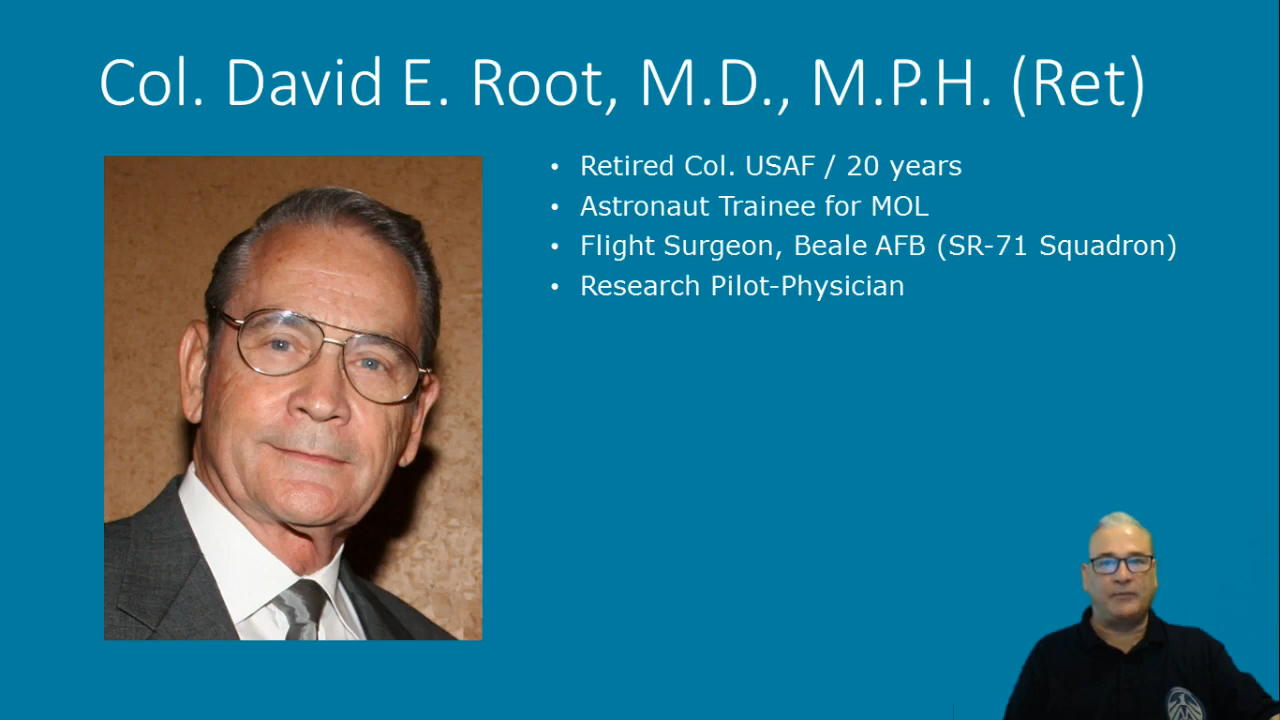 Col. David E. Root, M.D., M.P.H. (Ret)
• Retired Col. USAF / 20 years
• Astronaut Trainee for MOL
• Flight Surgeon, Beale AFB (SR-71 Squadron)
• Research Pilot-Physician